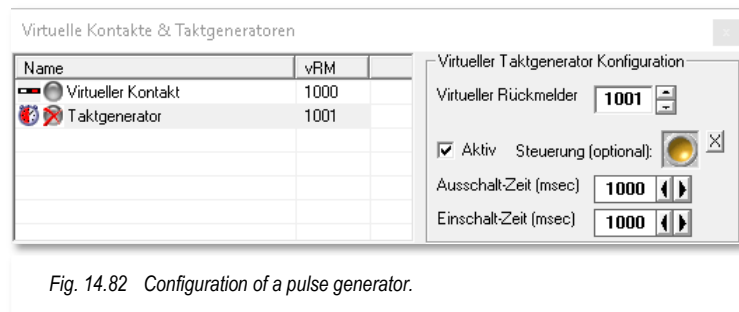 Virtuelle Kontakte & Taktgeneratoren
x
Name vRM
Virtueller Kontakt 1000
Taktgenerator 1001
Virtueller Taktgenerator Konfiguration
Virtueller Rückmelder 1001
Aktiv Steuerung (optional): X
Ausschalt-Zeit (msec) 1000
Einschalt-Zeit (msec) 1000
Fig. 14.82 Configuration of a pulse generator.